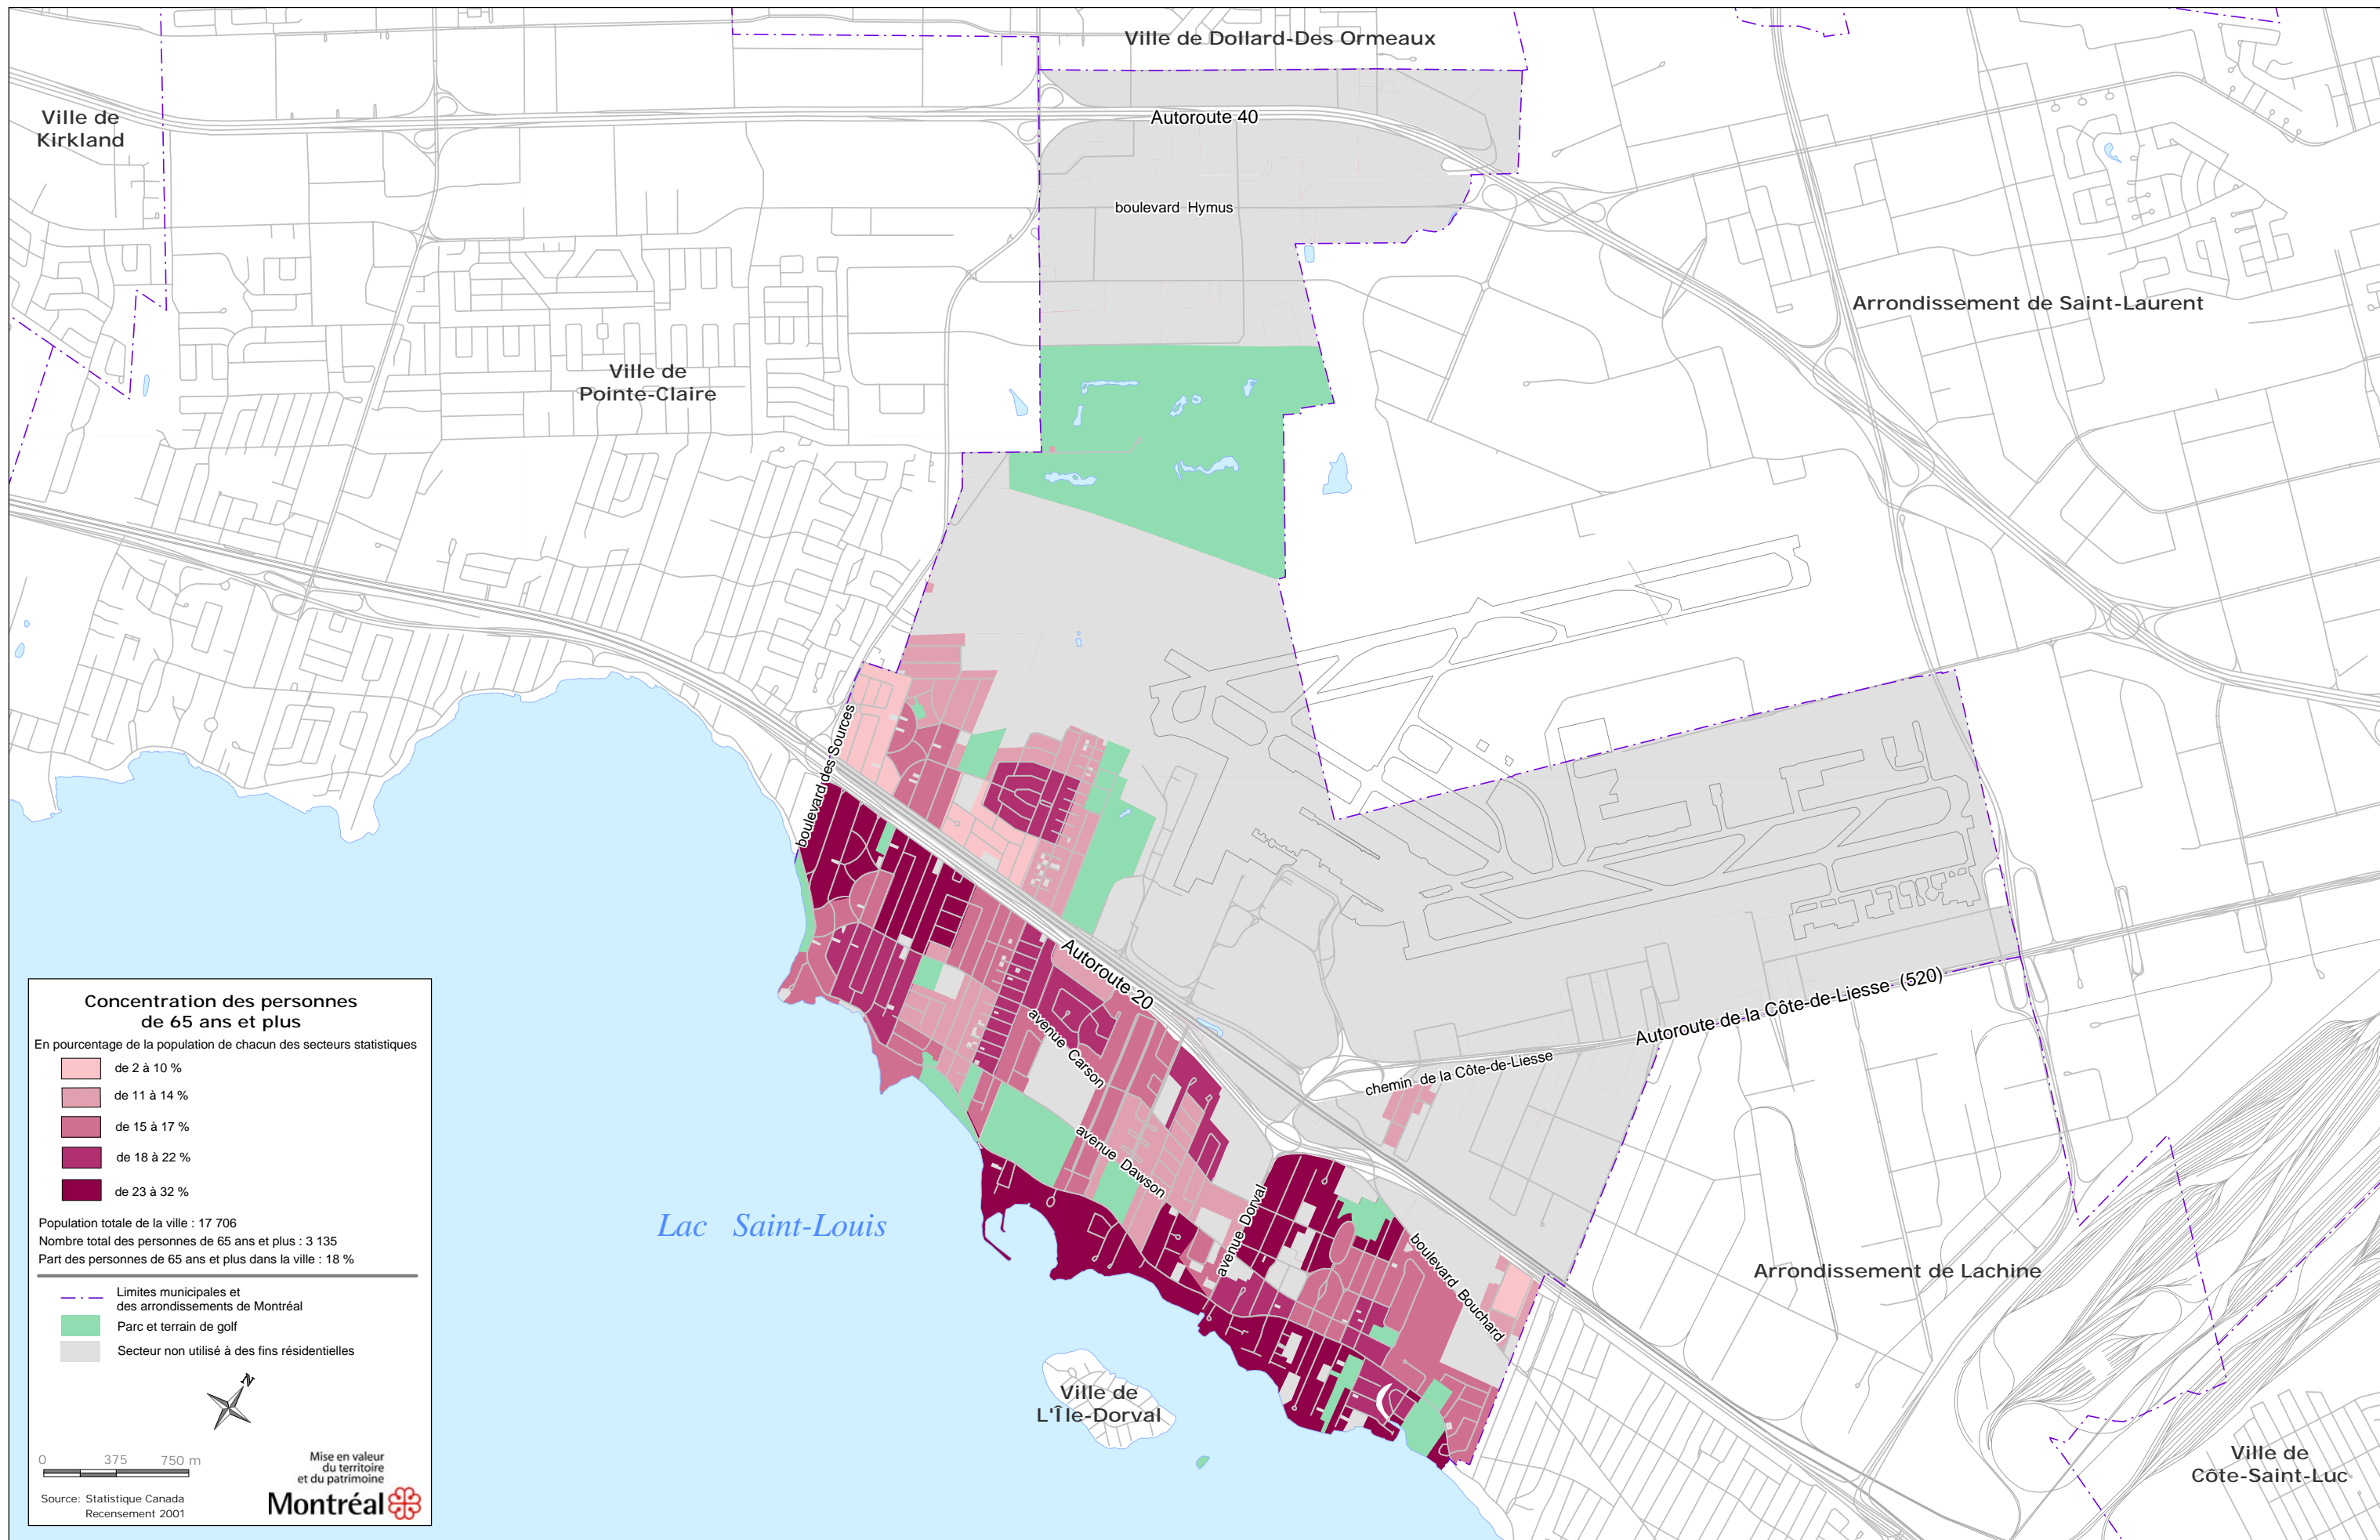 Ville de Dollard-Des Ormeaux
Ville de
Kirkland
Autoroute 40
boulevard Hymus
Arrondissement de Saint-Laurent
Ville de
Pointe-Claire
boulevard des Sources
Autoroute 20
avenue Carson
Autoroute de la Côte-de-Liesse (520)
chemin de la Côte-de-Liesse
avenue Dawson
avenue Dorval
boulevard Bouchard
Lac Saint-Louis
Arrondissement de Lachine
Ville de
L'Île-Dorval
Ville de
Côte-Saint-Luc
Concentration des personnes
de 65 ans et plus
En pourcentage de la population de chacun des secteurs statistiques
de 2 à 10 %
de 11 à 14 %
de 15 à 17 %
de 18 à 22 %
de 23 à 32 %
Population totale de la ville : 17 706
Nombre total des personnes de 65 ans et plus : 3 135
Part des personnes de 65 ans et plus dans la ville : 18 %
Limites municipales et
des arrondissements de Montréal
Parc et terrain de golf
Secteur non utilisé à des fins résidentielles
N
0 375 750 m
Source: Statistique Canada
Recensement 2001
Mise en valeur
du territoire
et du patrimoine
Montréal